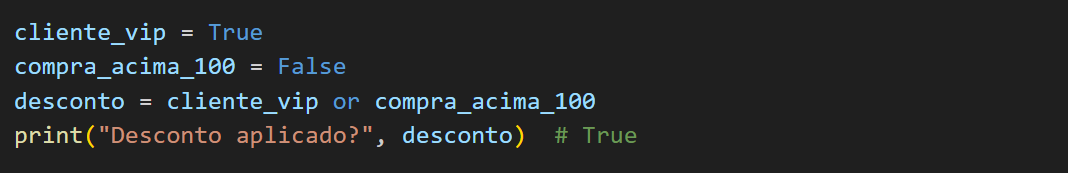 cliente_vip = True
compra_acima_100 = False
desconto = cliente_vip or compra_acima_100
print("Desconto aplicado?", desconto)  # True